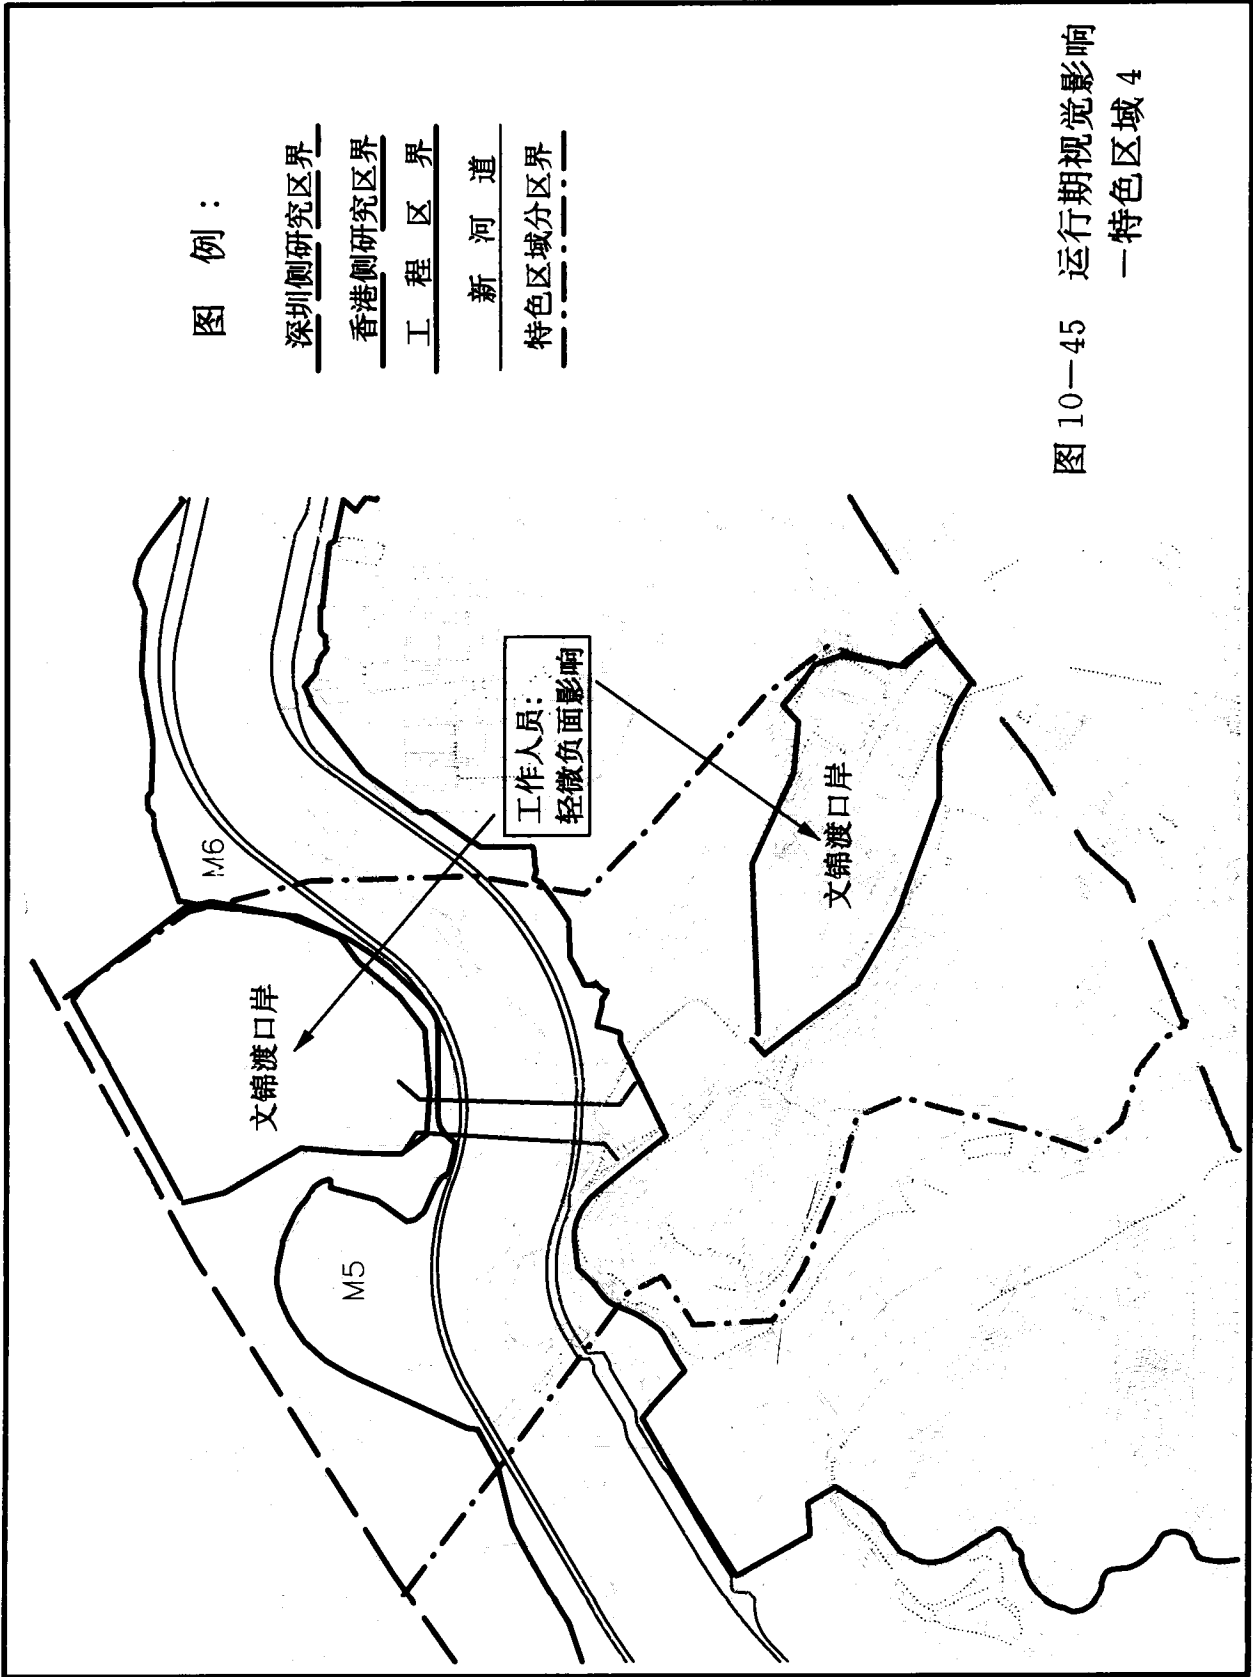 图 例：
深圳侧研究区界
香港侧研究区界
工 程 区 界
新 河 道
特色区域分区界
M6
文锦渡口岸
M5
工作人员：
轻微负面影响
文锦渡口岸
图 10—45 运行期视觉影响
—特色区域 4